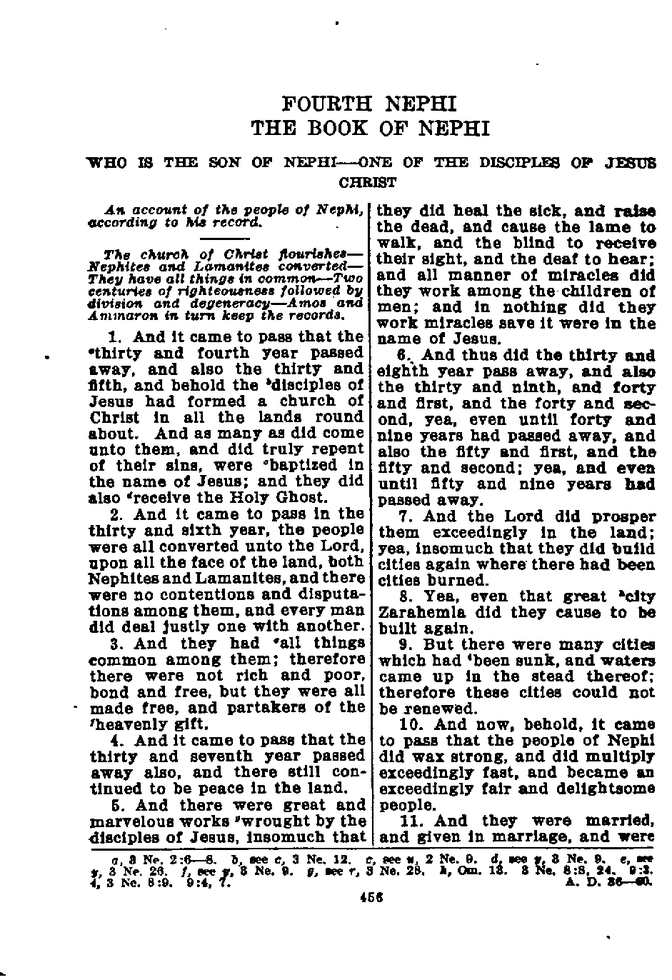 FOURTH NEPHI
THE BOOK OF NEPHI
WHO IS THE SON OF NEPHI—ONE OF THE DISCIPLES OF JESUS
CHRIST
An account of the people of Nephi,
according to his record.
The church of Christ flourishes—
Nephites and Lamanites converted—
They have all things in common—Two
centuries of righteousness followed by
division and degeneracy—Amos and
Ammaron in turn keep the records.
1. And it came to pass that the
ᵃthirty and fourth year passed
away, and also the thirty and
fifth, and behold the ᵇdisciples of
Jesus had formed a church of
Christ in all the lands round
about. And as many as did come
unto them, and did truly repent
of their sins, were ᶜbaptized in
the name of Jesus; and they did
also ᵈreceive the Holy Ghost.
2. And it came to pass in the
thirty and sixth year, the people
were all converted unto the Lord,
upon all the face of the land, both
Nephites and Lamanites, and there
were no contentions and disputa-
tions among them, and every man
did deal justly one with another.
3. And they had ᵉall things
common among them; therefore
there were not rich and poor,
bond and free, but they were all
made free, and partakers of the
ᶠheavenly gift.
4. And it came to pass that the
thirty and seventh year passed
away also, and there still con-
tinued to be peace in the land.
5. And there were great and
marvelous works ᵍwrought by the
disciples of Jesus, insomuch that
they did heal the sick, and raise
the dead, and cause the lame to
walk, and the blind to receive
their sight, and the deaf to hear;
and all manner of miracles did
they work among the children of
men; and in nothing did they
work miracles save it were in the
name of Jesus.
6. And thus did the thirty and
eighth year pass away, and also
the thirty and ninth, and forty
and first, and the forty and sec-
ond, yea, even until forty and
nine years had passed away, and
also the fifty and first, and the
fifty and second; yea, and even
until fifty and nine years had
passed away.
7. And the Lord did prosper
them exceedingly in the land;
yea, insomuch that they did build
cities again where there had been
cities burned.
8. Yea, even that great ʰcity
Zarahemla did they cause to be
built again.
9. But there were many cities
which had ⁱbeen sunk, and waters
came up in the stead thereof;
therefore these cities could not
be renewed.
10. And now, behold, it came
to pass that the people of Nephi
did wax strong, and did multiply
exceedingly fast, and became an
exceedingly fair and delightsome
people.
11. And they were married,
and given in marriage, and were
a, 3 Ne. 2:6—8. b, see c, 3 Ne. 12. c, see u, 2 Ne. 9. d, see y, 3 Ne. 9. e, see
y, 3 Ne. 26. f, see y, 3 Ne. 9. g, see r, 3 Ne. 28. h, Om. 13. 3 Ne. 8:8, 24. 9:3.
i, 3 Ne. 8:9. 9:4, 7. A. D. 36—60.
456